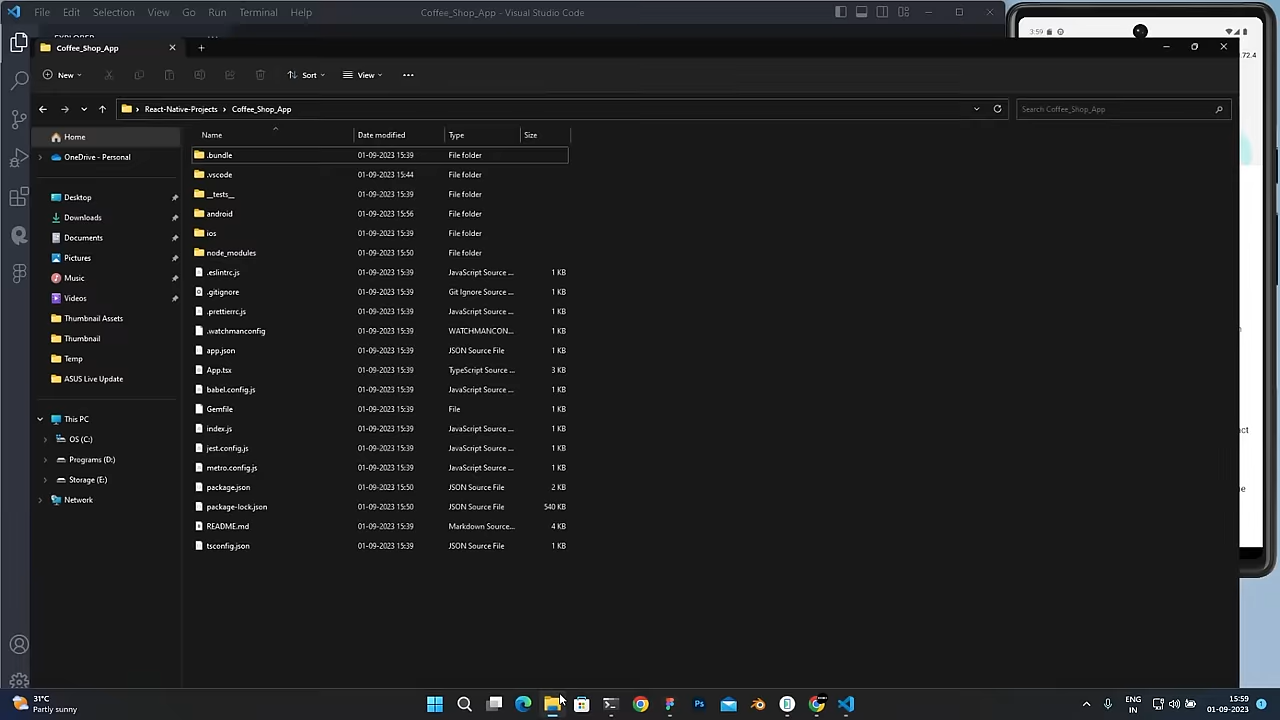 File Edit Selection View Go Run Terminal Help Coffee_Shop_App - Visual Studio Code
3:59
Coffee_Shop_App
72.4
New Sort View
React-Native-Projects Coffee_Shop_App Search Coffee_Shop_App
Name Date modified Type Size
Home
OneDrive - Personal
Desktop
Downloads
Documents
Pictures
Music
Videos
Thumbnail Assets
Thumbnail
Temp
ASUS Live Update
This PC
OS (C:)
Programs (D:)
Storage (E:)
Network
.bundle 01-09-2023 15:39 File folder
.vscode 01-09-2023 15:44 File folder
__tests__ 01-09-2023 15:39 File folder
android 01-09-2023 15:56 File folder
ios 01-09-2023 15:39 File folder
node_modules 01-09-2023 15:50 File folder
.eslintrc.js 01-09-2023 15:39 JavaScript Source ... 1 KB
.gitignore 01-09-2023 15:39 Git Ignore Source ... 1 KB
.prettierrc.js 01-09-2023 15:39 JavaScript Source ... 1 KB
.watchmanconfig 01-09-2023 15:39 WATCHMANCON... 1 KB
app.json 01-09-2023 15:39 JSON Source File 1 KB
App.tsx 01-09-2023 15:39 TypeScript Source ... 3 KB
babel.config.js 01-09-2023 15:39 JavaScript Source ... 1 KB
Gemfile 01-09-2023 15:39 File 1 KB
index.js 01-09-2023 15:39 JavaScript Source ... 1 KB
jest.config.js 01-09-2023 15:39 JavaScript Source ... 1 KB
metro.config.js 01-09-2023 15:39 JavaScript Source ... 1 KB
package.json 01-09-2023 15:50 JSON Source File 2 KB
package-lock.json 01-09-2023 15:50 JSON Source File 540 KB
README.md 01-09-2023 15:39 Markdown Source... 4 KB
tsconfig.json 01-09-2023 15:39 JSON Source File 1 KB
31°C
Partly sunny
Ps
ENG
IN
15:59
01-09-2023
1